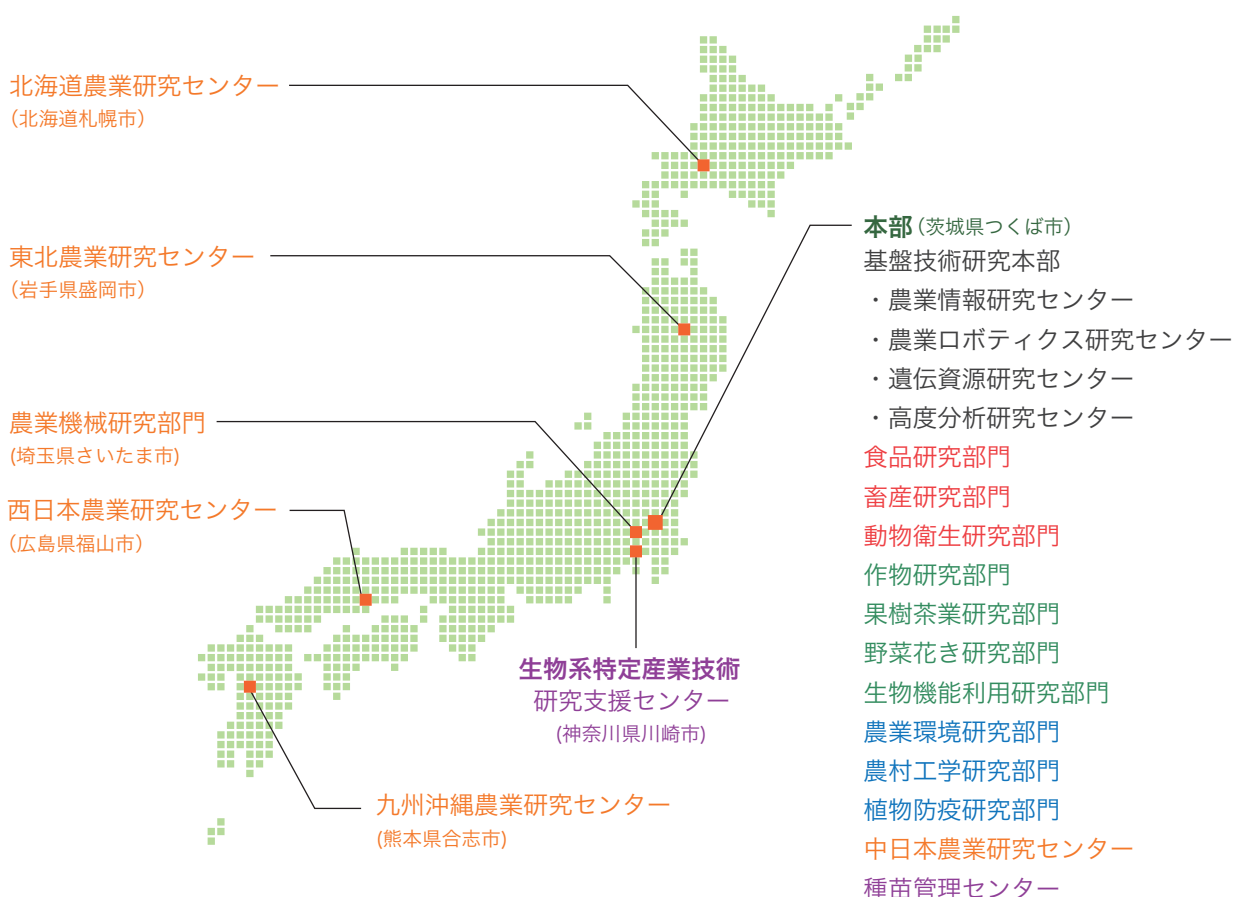 北海道農業研究センター
（北海道札幌市）
東北農業研究センター
（岩手県盛岡市）
農業機械研究部門
(埼玉県さいたま市)
西日本農業研究センター
（広島県福山市）
九州沖縄農業研究センター
(熊本県合志市)
生物系特定産業技術
研究支援センター
(神奈川県川崎市)
本部（茨城県つくば市）
基盤技術研究本部
・農業情報研究センター
・農業ロボティクス研究センター
・遺伝資源研究センター
・高度分析研究センター
食品研究部門
畜産研究部門
動物衛生研究部門
作物研究部門
果樹茶業研究部門
野菜花き研究部門
生物機能利用研究部門
農業環境研究部門
農村工学研究部門
植物防疫研究部門
中日本農業研究センター
種苗管理センター